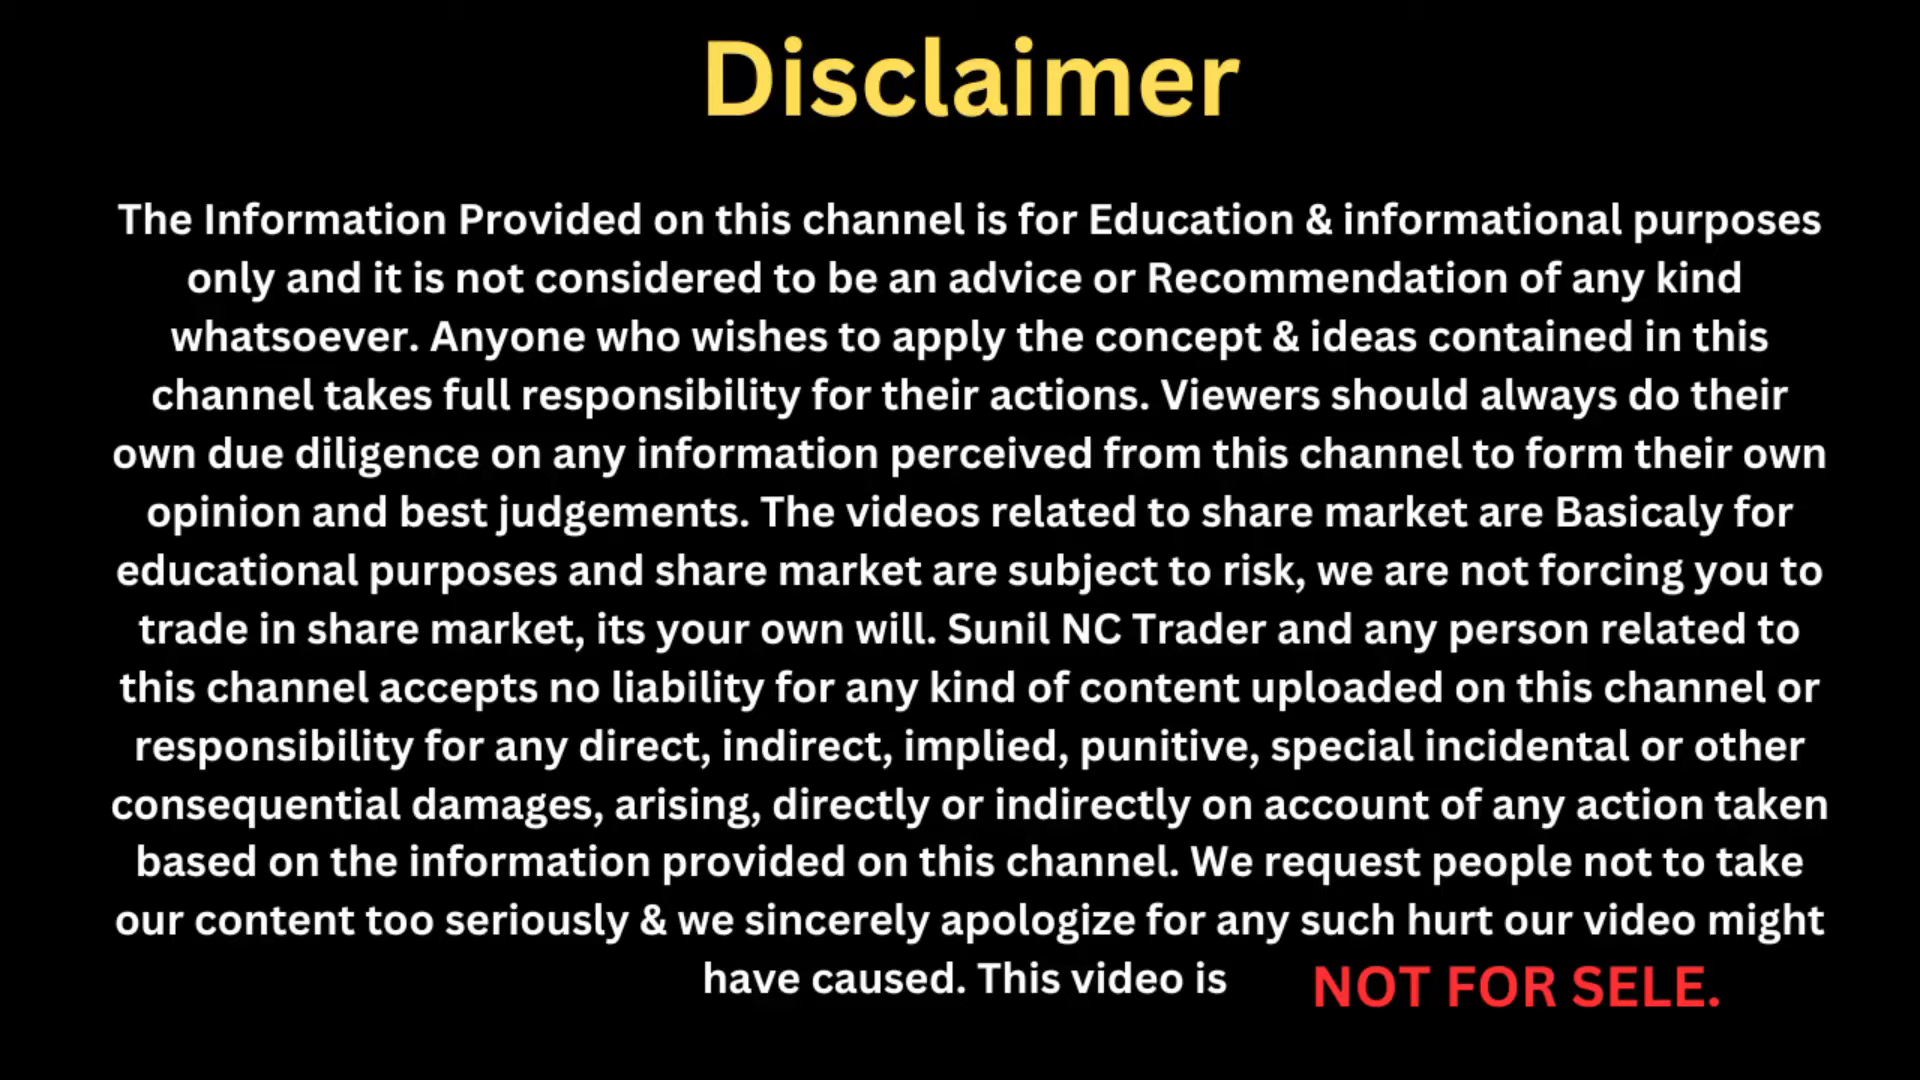 Disclaimer
The Information Provided on this channel is for Education & informational purposes
only and it is not considered to be an advice or Recommendation of any kind
whatsoever. Anyone who wishes to apply the concept & ideas contained in this
channel takes full responsibility for their actions. Viewers should always do their
own due diligence on any information perceived from this channel to form their own
opinion and best judgements. The videos related to share market are Basicaly for
educational purposes and share market are subject to risk, we are not forcing you to
trade in share market, its your own will. Sunil NC Trader and any person related to
this channel accepts no liability for any kind of content uploaded on this channel or
responsibility for any direct, indirect, implied, punitive, special incidental or other
consequential damages, arising, directly or indirectly on account of any action taken
based on the information provided on this channel. We request people not to take
our content too seriously & we sincerely apologize for any such hurt our video might
have caused. This video is NOT FOR SELE.